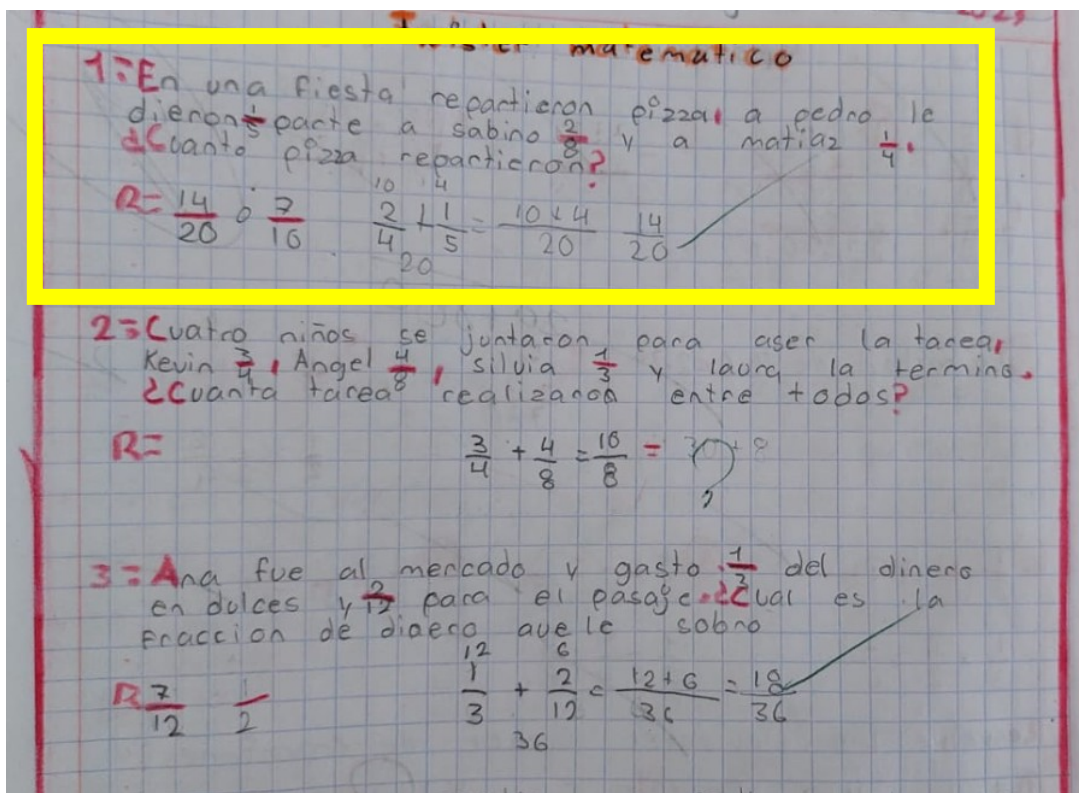 matematico
1=En una fiesta repartieron pizza, a pedro le
dieron 1/5 parte a sabino 2/8 y a matiaz 1/4.
¿Cuanto pizza repartieron?
10 4
R= 14/20 o 7/10 2/4 + 1/5 = 10+4/20 14/20
20
2=Cuatro niños se juntaron para aser la tarea,
Kevin 3/4, Angel 4/8, silvia 1/3 y laura la termino.
¿Cuanta tarea realizaron entre todos?
R= 3/4 + 4/8 = 10/8 =
3=Ana fue al mercado y gasto 1/3 del dinero
en dulces y 2/12 para el pasaje. ¿Cual es la
fraccion de dinero que le sobro
12 6
R 7/12 1/2 1/3 + 2/12 = 12+6/36 = 18/36
36